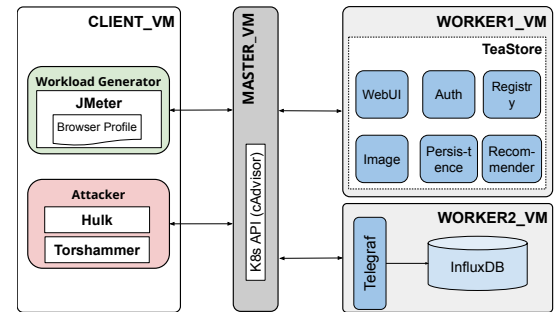 CLIENT_VM
Workload Generator
JMeter
Browser Profile
Attacker
Hulk
Torshammer
MASTER_VM
K8s API (cAdvisor)
WORKER1_VM
TeaStore
WebUI
Auth
Registr
y
Image
Persis-t
ence
Recom-
mender
WORKER2_VM
Telegraf
InfluxDB